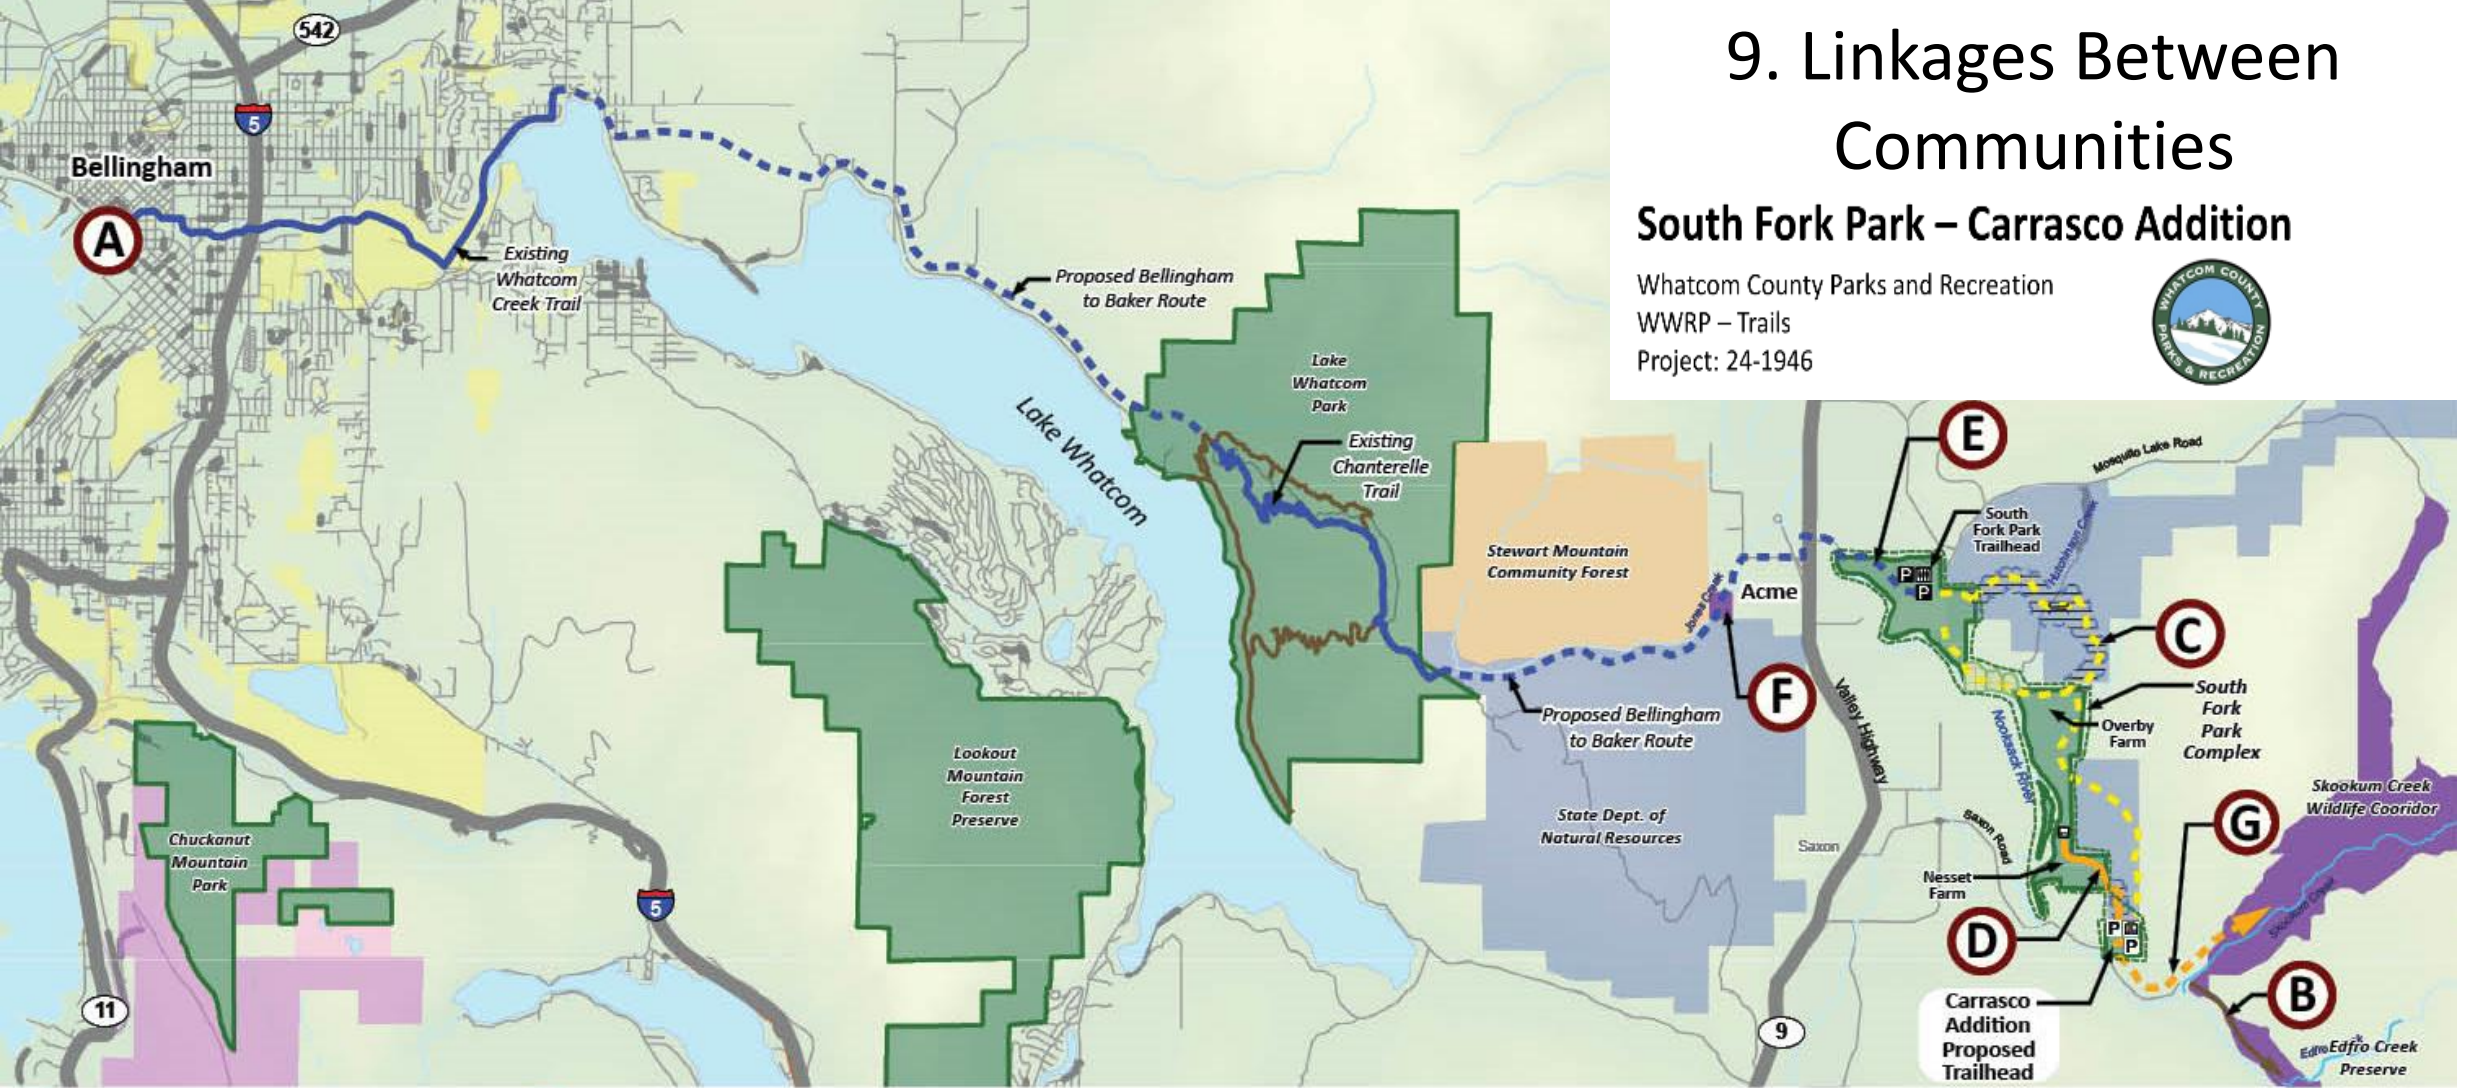 9. Linkages Between
Communities
South Fork Park – Carrasco Addition
Whatcom County Parks and Recreation
WWRP – Trails
Project: 24-1946
WHATCOM COUNTY
PARKS & RECREATION
542
5
Bellingham
A
Existing
Whatcom
Creek Trail
Proposed Bellingham
to Baker Route
Lake
Whatcom
Park
Lake Whatcom
Existing
Chanterelle
Trail
E
Mosquito Lake Road
South
Fork Park
Trailhead
Hutchinson Creek
P
P
Stewart Mountain
Community Forest
Jones Creek
Acme
C
F
Valley Highway
South
Fork
Park
Complex
Overby
Farm
Nooksack River
Proposed Bellingham
to Baker Route
Lookout
Mountain
Forest
Preserve
State Dept. of
Natural Resources
Skookum Creek
Wildlife Cooridor
G
Saxon
Saxon Road
Chuckanut
Mountain
Park
Nesset
Farm
5
D
P
P
Skookum Creek
B
11
9
Carrasco
Addition
Proposed
Trailhead
Edfro Creek
Preserve